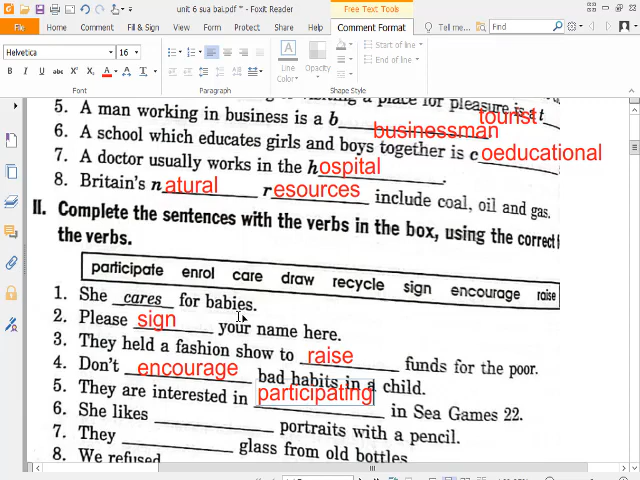 unit 6 sua bai.pdf * - Foxit Reader
Free Text Tools
File Home Comment View Form Protect Share Help Comment Format Tell me... Find
Helvetica 16
B I U
Font
Paragraph
Line Color
Opacity
Start of line
End of line
Shape Style
visiting a place for pleasure is a t
tourist
5. A man working in business is a b
businessman
6. A school which educates girls and boys together is c oeducational
7. A doctor usually works in the h ospital .
8. Britain's n atural r esources include coal, oil and gas.
II. Complete the sentences with the verbs in the box, using the correct f
the verbs.
participate enrol care draw recycle sign encourage raise
1. She cares for babies.
2. Please sign your name here.
3. They held a fashion show to raise funds for the poor.
4. Don't encourage bad habits in a child.
5. They are interested in participating in Sea Games 22.
6. She likes ____________ portraits with a pencil.
7. They ____________ glass from old bottles.
8. We refused